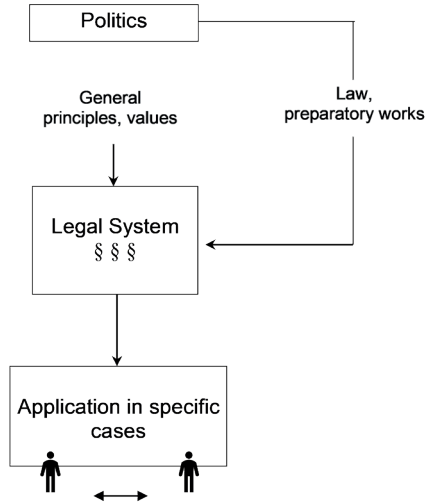 Politics
General
principles, values
Law,
preparatory works
Legal System
§ § §
Application in specific
cases